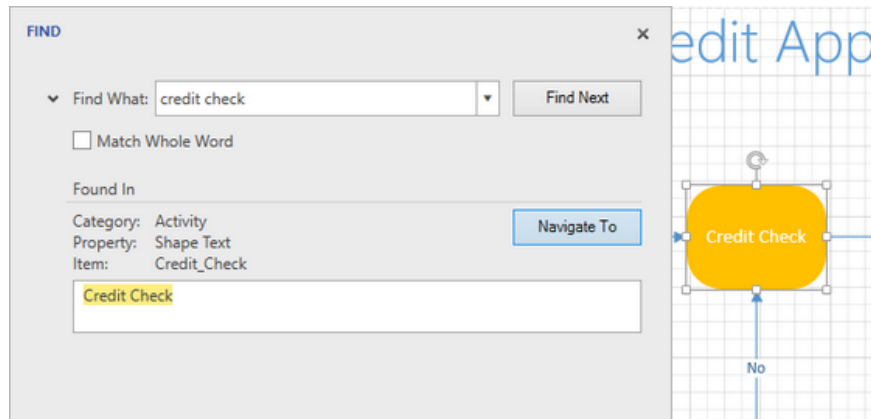 FIND
Find What: credit check
Find Next
Match Whole Word
Found In
Category: Activity
Property: Shape Text
Item: Credit_Check
Navigate To
Credit Check
edit App
Credit Check
No